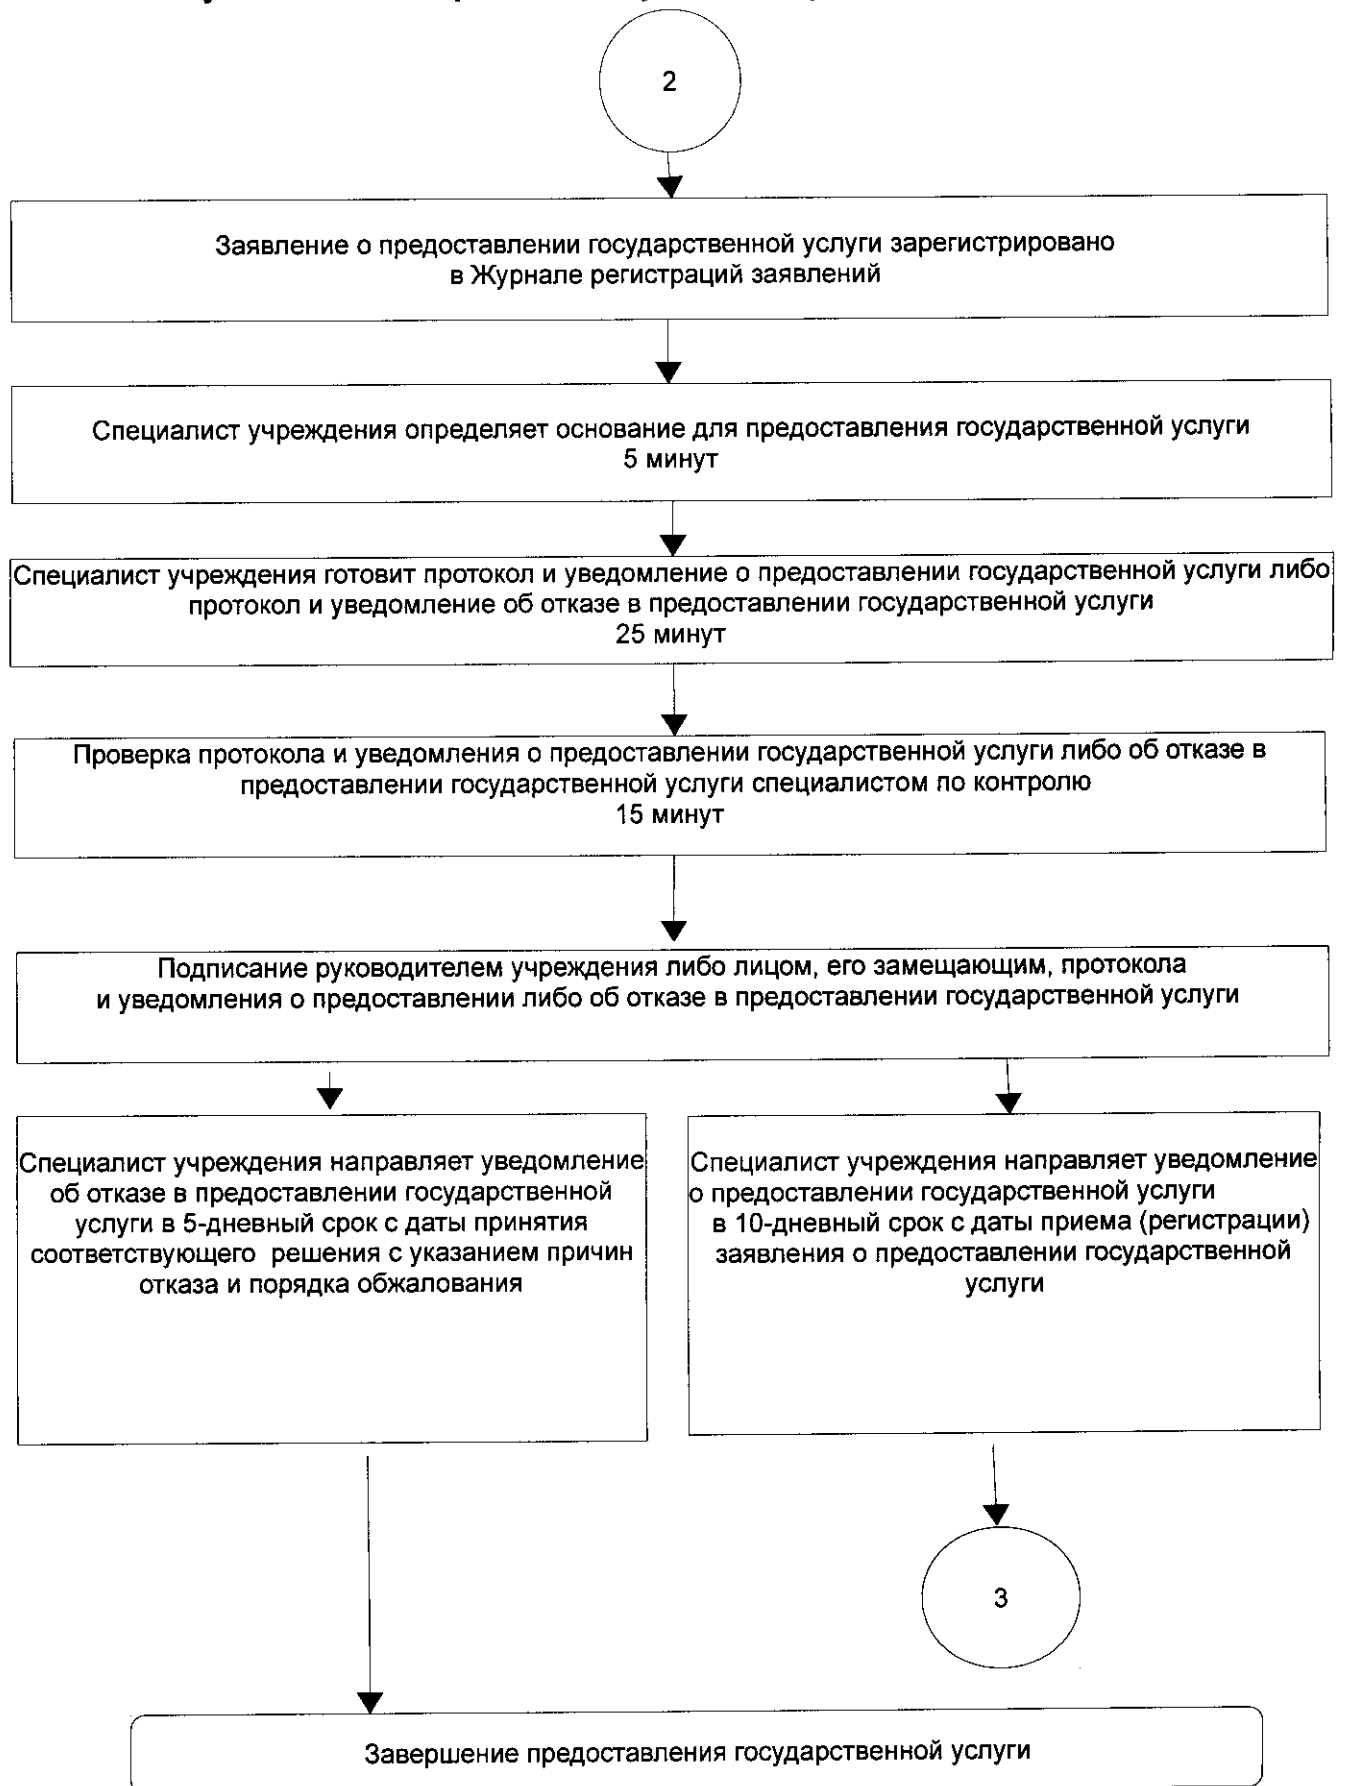 2
Заявление о предоставлении государственной услуги зарегистрировано
в Журнале регистраций заявлений
Специалист учреждения определяет основание для предоставления государственной услуги
5 минут
Специалист учреждения готовит протокол и уведомление о предоставлении государственной услуги либо
протокол и уведомление об отказе в предоставлении государственной услуги
25 минут
Проверка протокола и уведомления о предоставлении государственной услуги либо об отказе в
предоставлении государственной услуги специалистом по контролю
15 минут
Подписание руководителем учреждения либо лицом, его замещающим, протокола
и уведомления о предоставлении либо об отказе в предоставлении государственной услуги
Специалист учреждения направляет уведомление
об отказе в предоставлении государственной
услуги в 5-дневный срок с даты принятия
соответствующего решения с указанием причин
отказа и порядка обжалования
Специалист учреждения направляет уведомление
о предоставлении государственной услуги
в 10-дневный срок с даты приема (регистрации)
заявления о предоставлении государственной
услуги
3
Завершение предоставления государственной услуги